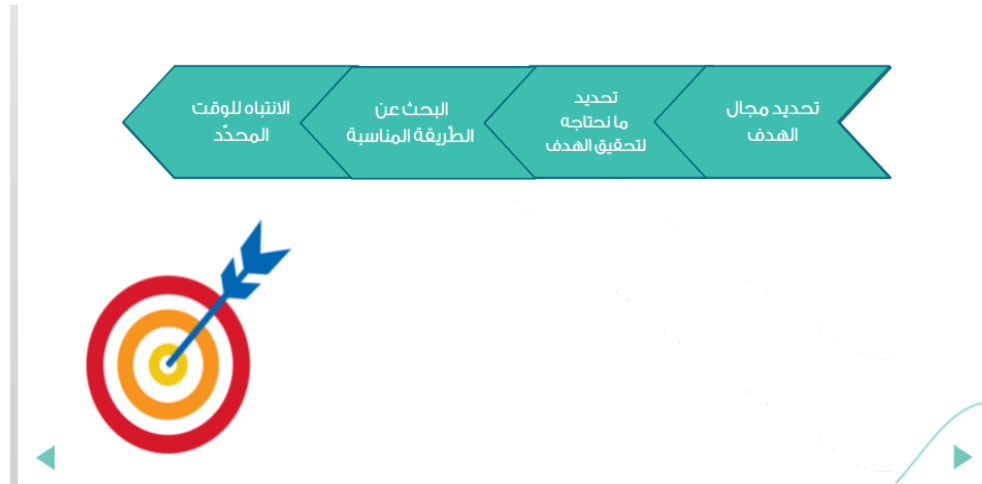 تحديد مجال
الهدف
تحديد
ما نحتاجه
لتحقيق الهدف
البحث عن
الطّريقة المناسبة
الانتباه للوقت
المحدّد